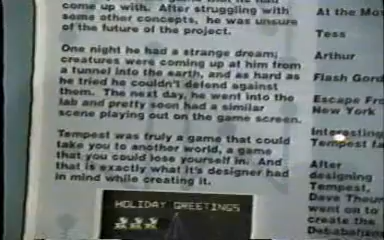 come up with. After struggling with
some other concepts, he was unsure
of the future of the project.
One night he had a strange dream;
creatures were coming up at him from
a tunnel into the earth, and as hard as
he tried he couldn't defend against
them. The next day, he went into the
lab and pretty soon had a similar
scene playing out on the game screen.
Tempest was truly a game that could
take you to another world, a game
that you could lose yourself in. And
that is exactly what it's designer had
in mind while creating it.
HOLIDAY GREETINGS
At the
Tess
Arthur
Flash
Escape
New York
Interesting
Tempest
After
designing
Tempest,
Dave
went on to
create the